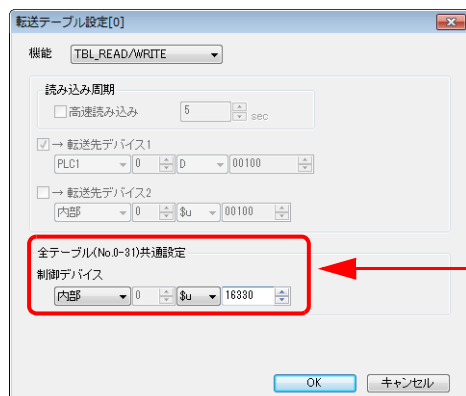 転送テーブル設定[0]
機能 TBL_READ/WRITE
読み込み周期
高速読み込み 5 sec
→ 転送先デバイス1
PLC1 0 D 00100
→ 転送先デバイス2
内部 0 $u 00100
全テーブル(No.0-31)共通設定
制御デバイス
内部 0 $u 16330
OK キャンセル